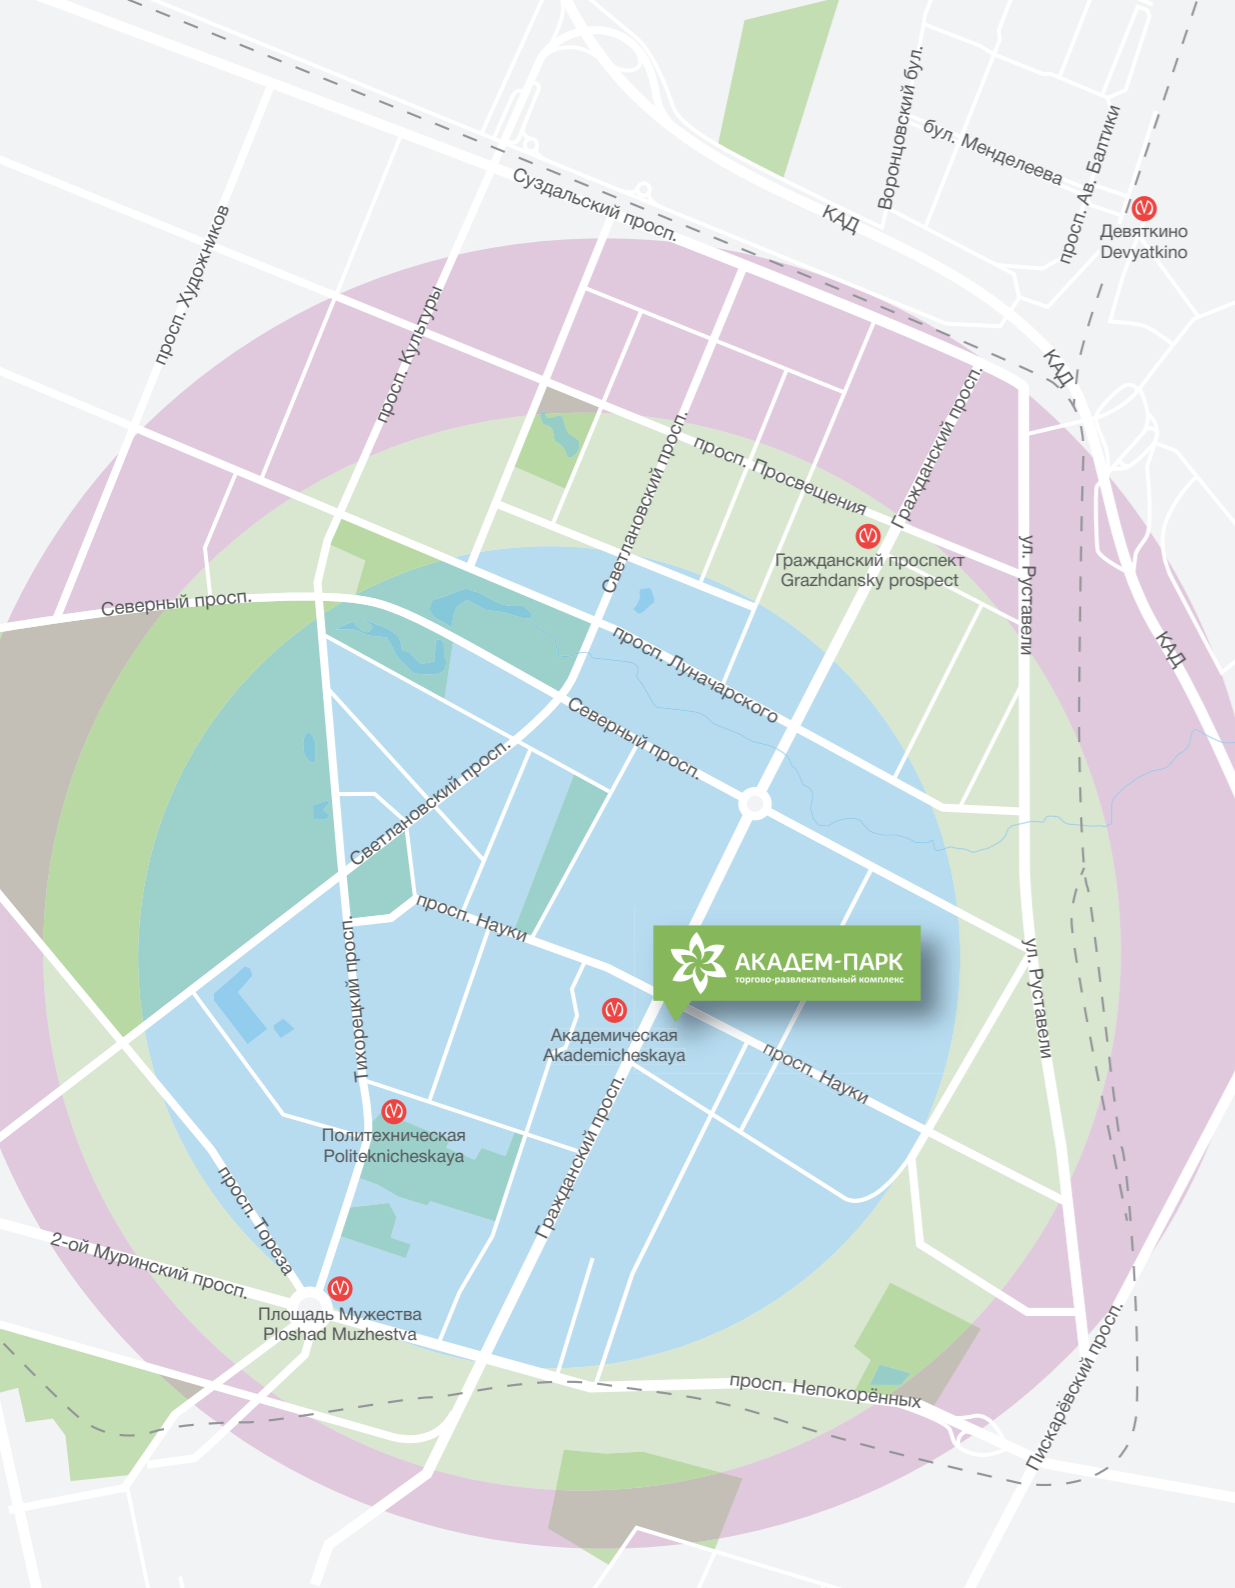 Воронцовский бул.
бул. Менделеева
просп. Ав. Балтики
Суздальский просп.
КАД
Девяткино
Devyatkino
просп. Художников
просп. Культуры
КАД
Гражданский просп.
Светлановский просп.
просп. Просвещения
Гражданский проспект
Grazhdansky prospect
ул. Руставели
Северный просп.
КАД
просп. Луначарского
Северный просп.
Светлановский просп.
просп. Науки
Тихорецкий просп.
АКАДЕМ-ПАРК
торгово-развлекательный комплекс
ул. Руставели
Академическая
Akademicheskaya
просп. Науки
Гражданский просп.
Политехническая
Politeknicheskaya
просп. Тореза
2-ой Муринский просп.
Площадь Мужества
Ploshad Muzhestva
просп. Непокорённых
Пискарёвский просп.